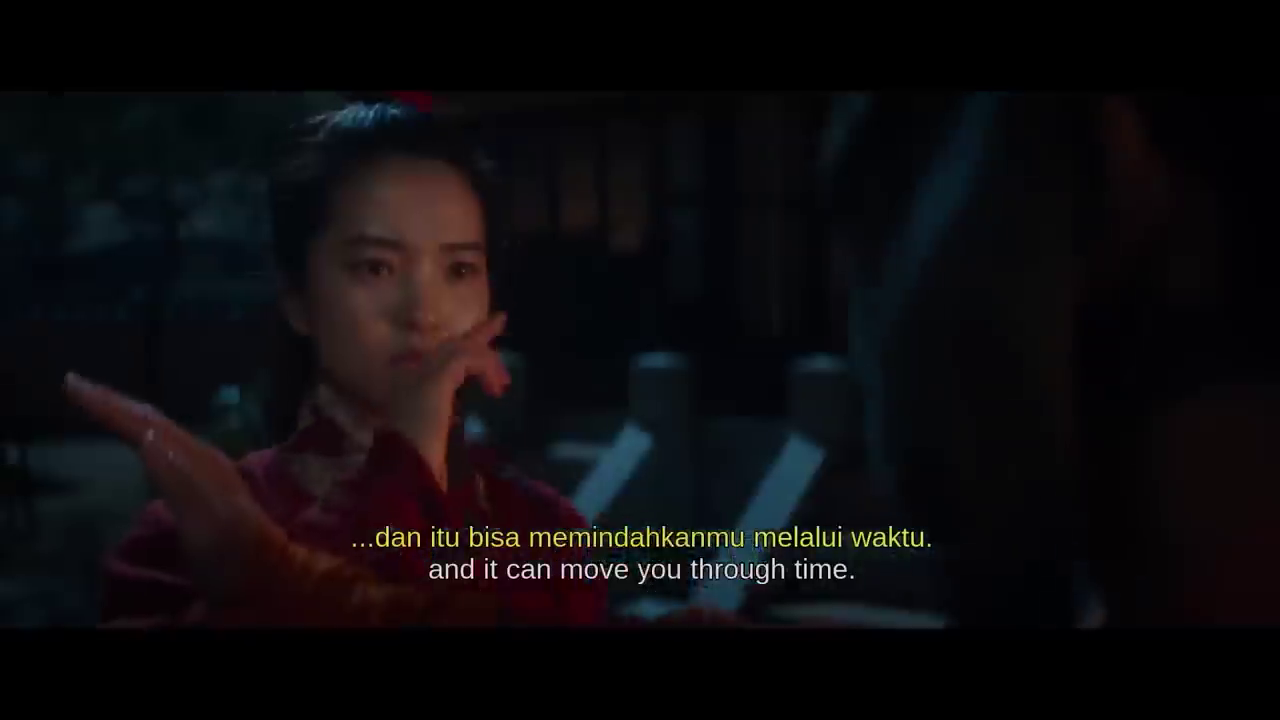 ...dan itu bisa memindahkanmu melalui waktu.
and it can move you through time.